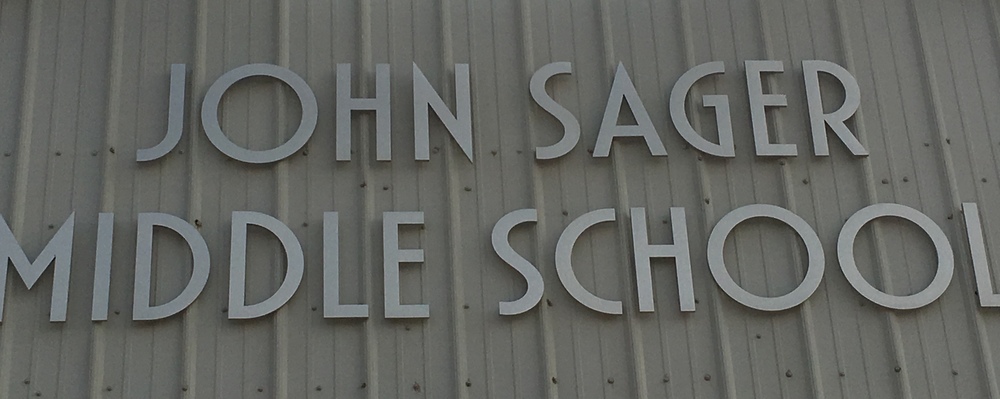 JOHN SAGER
MIDDLE SCHOOL